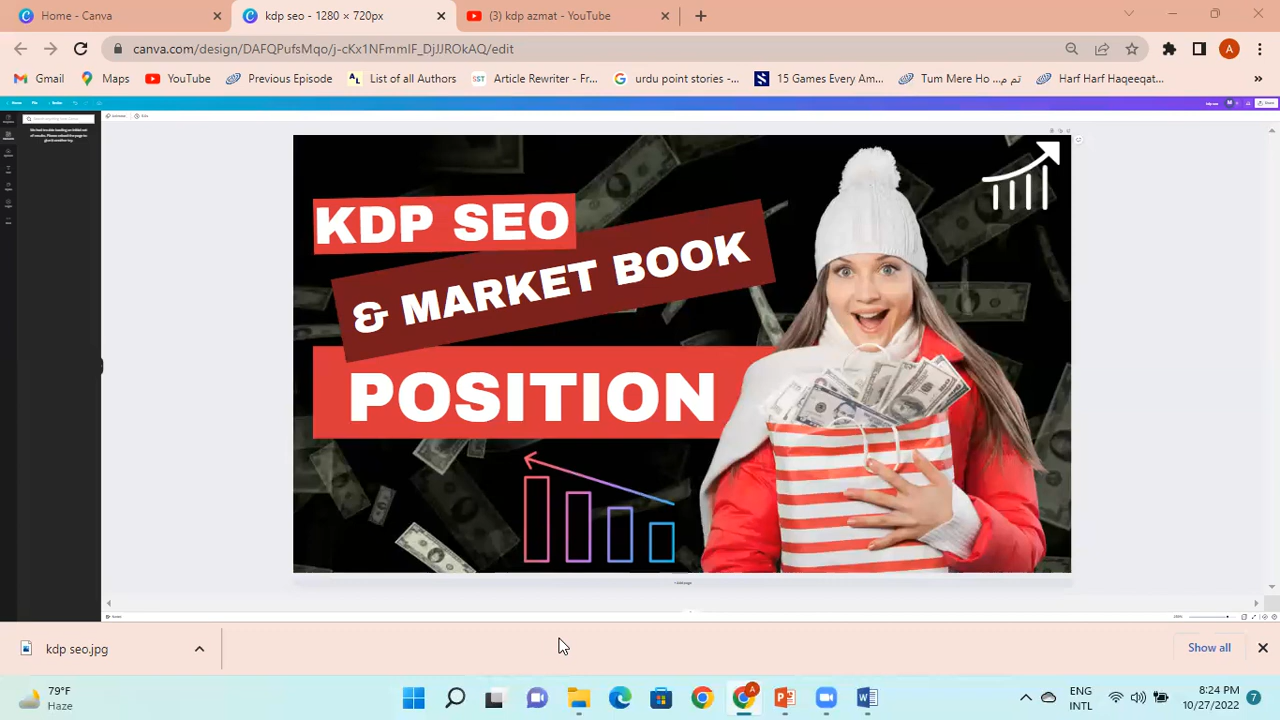 Home - Canva
kdp seo - 1280 × 720px
(3) kdp azmat - YouTube
canva.com/design/DAFQPufsMqo/j-cKx1NFmmIF_DjJJROkAQ/edit
A
Gmail
Maps
YouTube
Previous Episode
AL
List of all Authors
SST
Article Rewriter - Fr...
urdu point stories -...
15 Games Every Am...
Tum Mere Ho ...تم م
Harf Harf Haqeeqat...
KDP SEO
& MARKET BOOK
POSITION
kdp seo.jpg
Show all
79°F
Haze
ENG
INTL
8:24 PM
10/27/2022
7